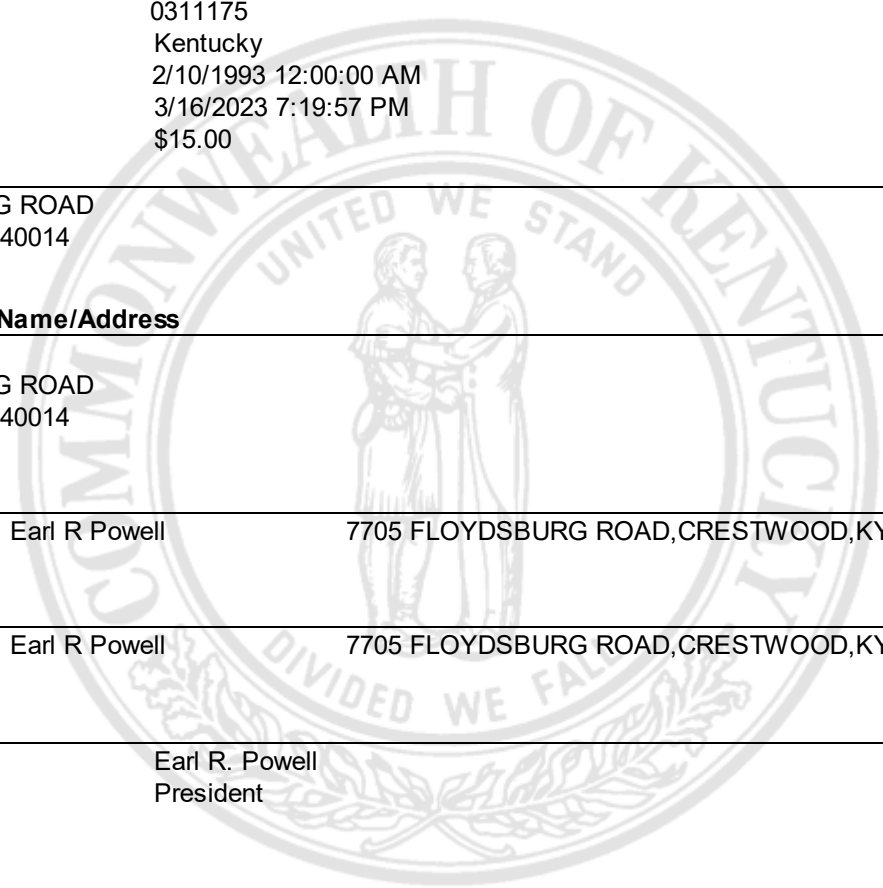 0311175
Kentucky
2/10/1993 12:00:00 AM
3/16/2023 7:19:57 PM
$15.00
G ROAD
40014
Name/Address
G ROAD
40014
Earl R Powell 7705 FLOYDSBURG ROAD,CRESTWOOD,KY
Earl R Powell 7705 FLOYDSBURG ROAD,CRESTWOOD,KY
Earl R. Powell
President
COMMONWEALTH OF KENTUCKY
UNITED WE STAND
DIVIDED WE FALL